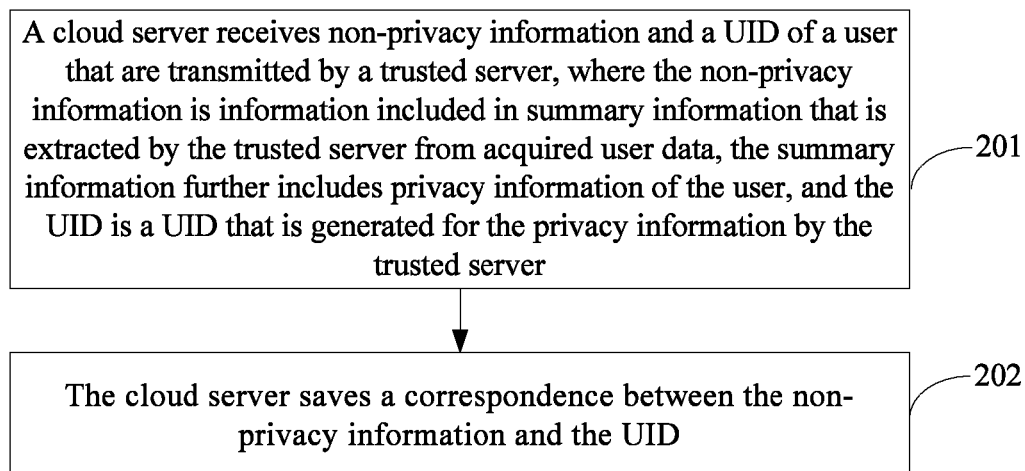 A cloud server receives non-privacy information and a UID of a user
that are transmitted by a trusted server, where the non-privacy
information is information included in summary information that is
extracted by the trusted server from acquired user data, the summary
information further includes privacy information of the user, and the
UID is a UID that is generated for the privacy information by the
trusted server
201
The cloud server saves a correspondence between the non-
privacy information and the UID
202